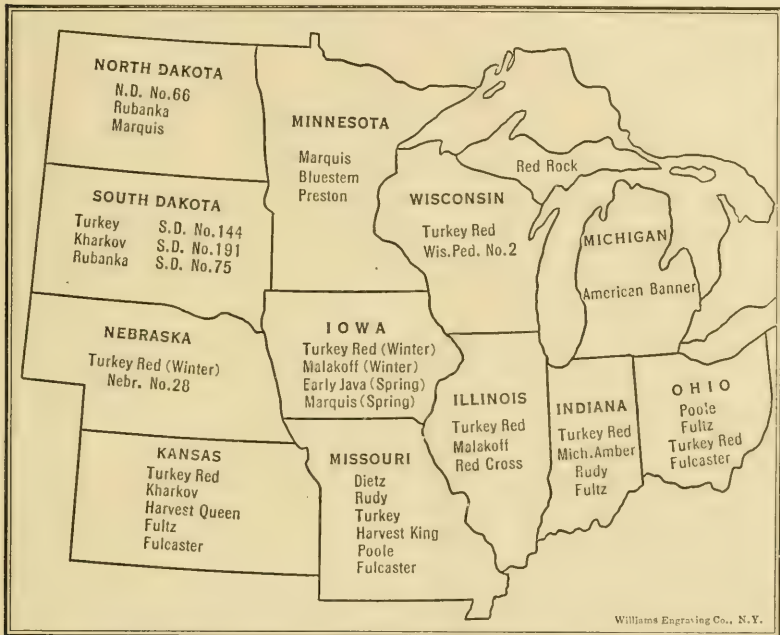 NORTH DAKOTA
N.D. No.66
Rubanka
Marquis
MINNESOTA
Marquis
Bluestem
Preston
Red Rock
WISCONSIN
Turkey Red
Wis.Ped. No.2
MICHIGAN
American Banner
SOUTH DAKOTA
Turkey S.D. No.144
Kharkov S.D. No.191
Rubanka S.D. No.75
NEBRASKA
Turkey Red (Winter)
Nebr. No.28
IOWA
Turkey Red (Winter)
Malakoff (Winter)
Early Java (Spring)
Marquis (Spring)
ILLINOIS
Turkey Red
Malakoff
Red Cross
INDIANA
Turkey Red
Mich.Amber
Rudy
Fultz
OHIO
Poole
Fultz
Turkey Red
Fulcaster
KANSAS
Turkey Red
Kharkov
Harvest Queen
Fultz
Fulcaster
MISSOURI
Dietz
Rudy
Turkey
Harvest King
Poole
Fulcaster
Williams Engraving Co., N.Y.